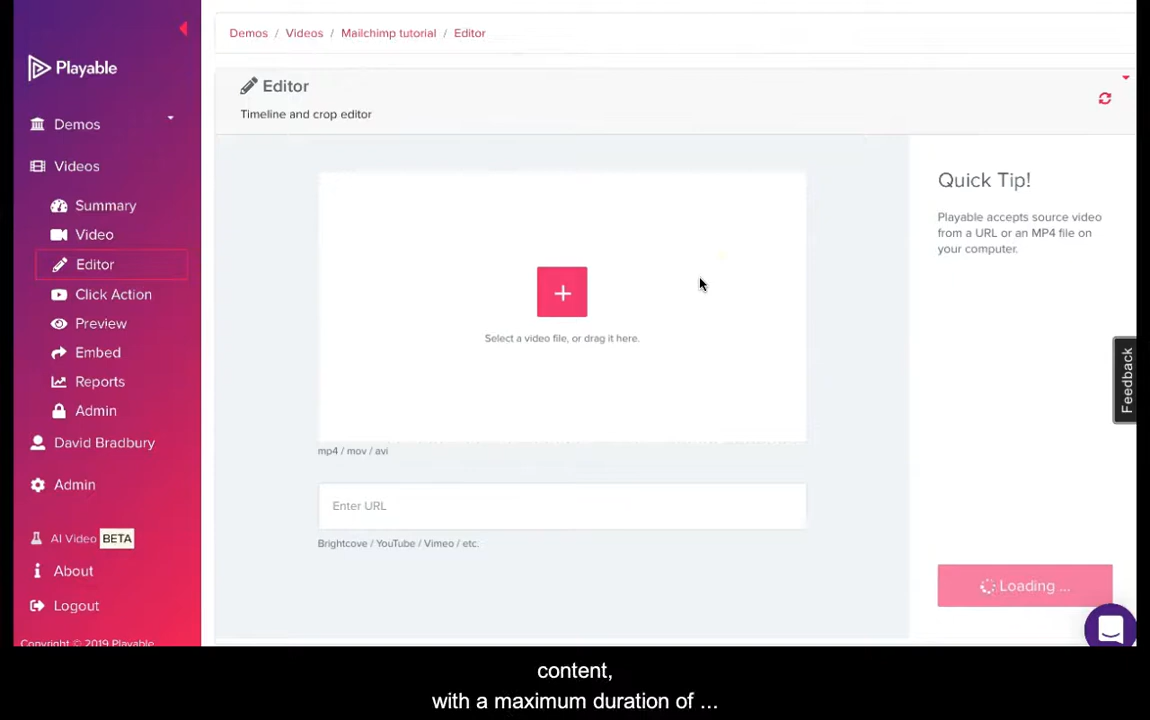 Demos / Videos / Mailchimp tutorial / Editor
Playable
Editor
Timeline and crop editor
Demos
Videos
Summary
Video
Editor
Click Action
Preview
Embed
Reports
Admin
David Bradbury
Admin
AI Video BETA
About
Logout
Copyright © 2019 Playable
+
Select a video file, or drag it here.
mp4 / mov / avi
Enter URL
Brightcove / YouTube / Vimeo / etc.
Quick Tip!
Playable accepts source video
from a URL or an MP4 file on
your computer.
Feedback
Loading ...
content,
with a maximum duration of ...